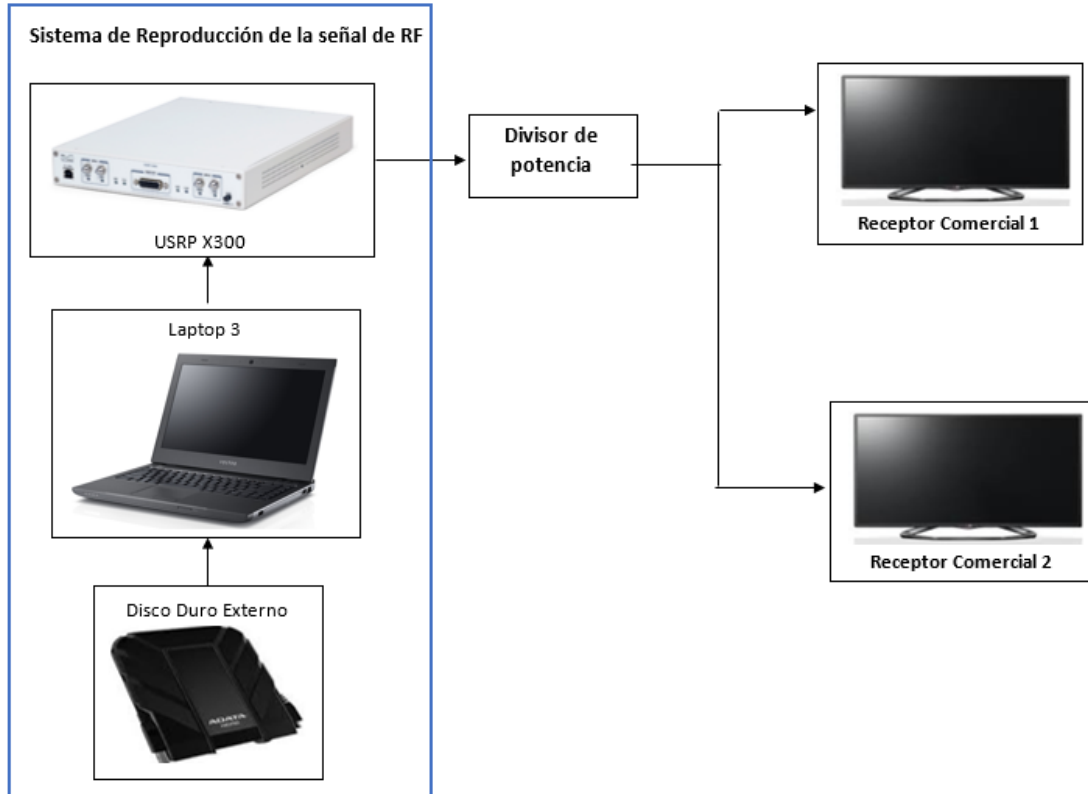 Sistema de Reproducción de la señal de RF
USRP X300
Laptop 3
Disco Duro Externo
ADATA
Divisor de
potencia
Receptor Comercial 1
Receptor Comercial 2